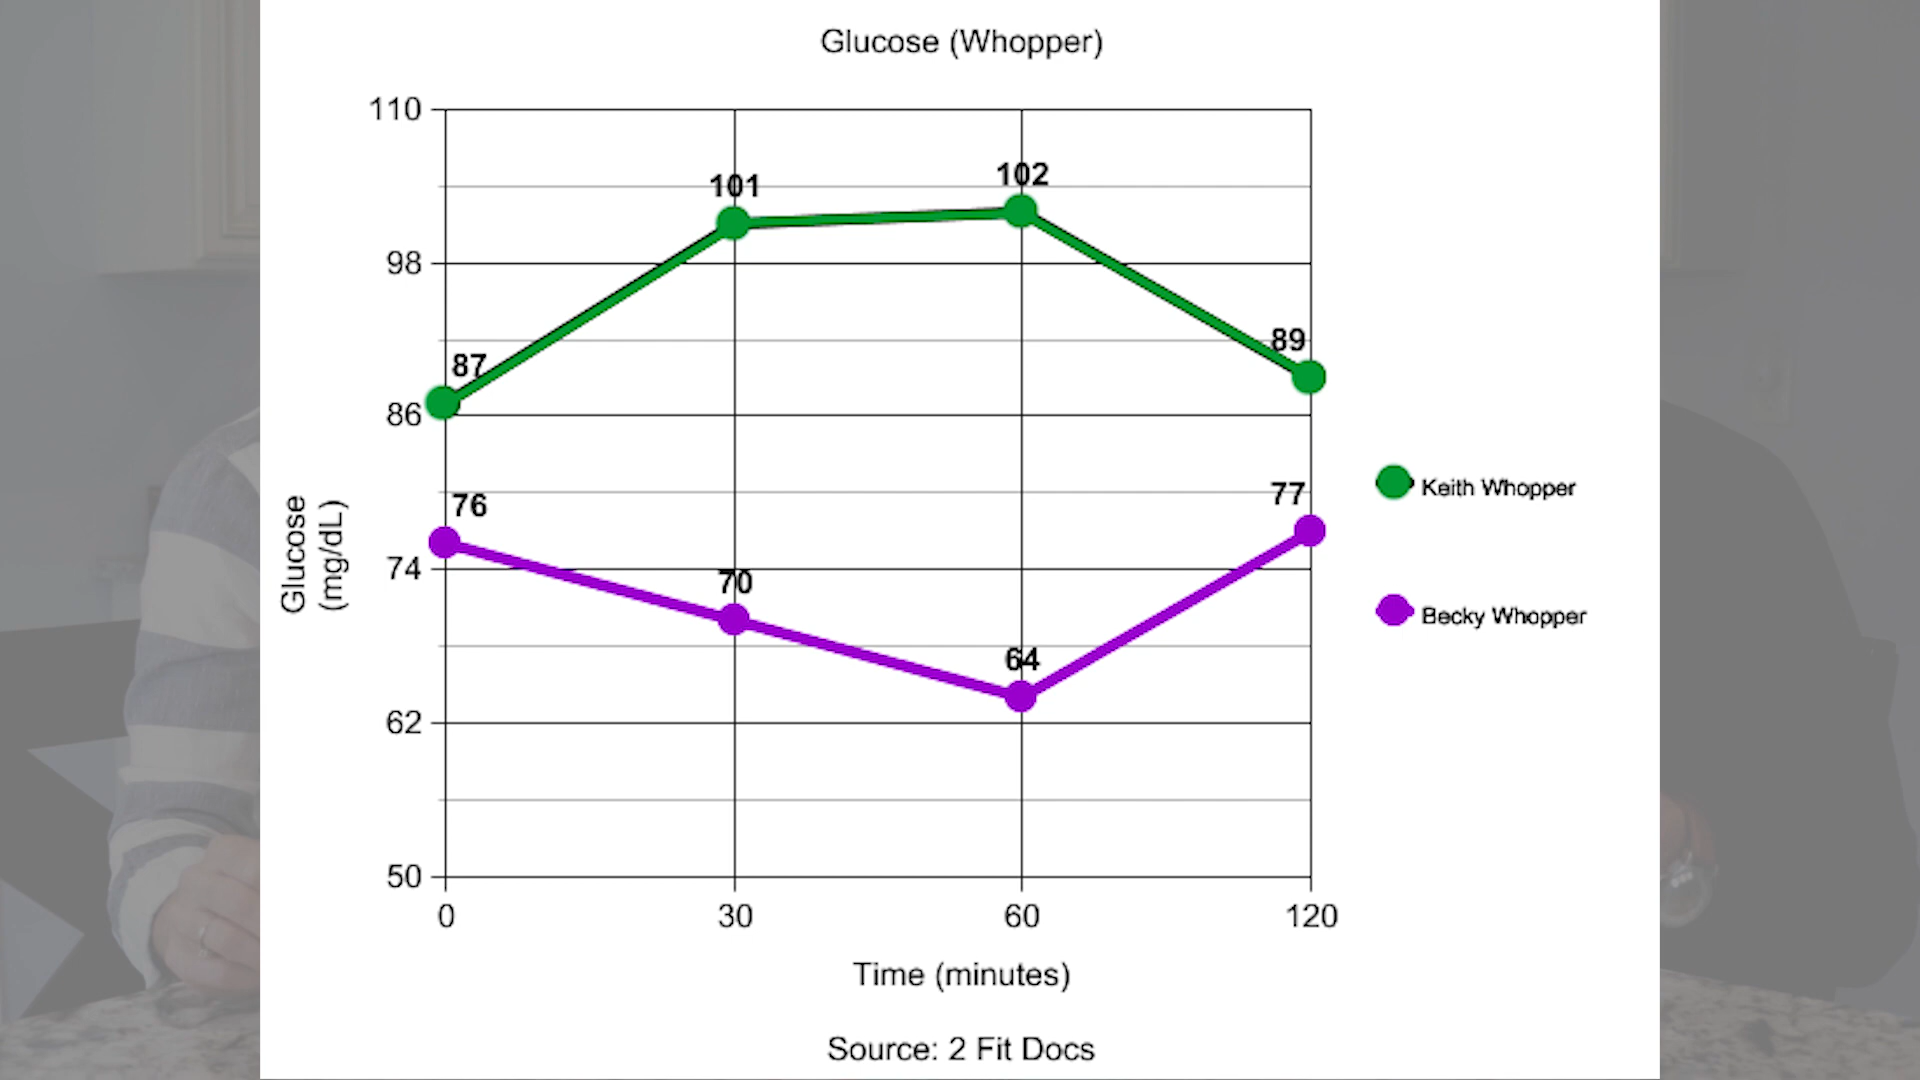 Glucose (Whopper)
110
98
86
74
62
50
Glucose
(mg/dL)
87
101
102
89
76
70
64
77
Keith Whopper
Becky Whopper
0 30 60 120
Time (minutes)
Source: 2 Fit Docs